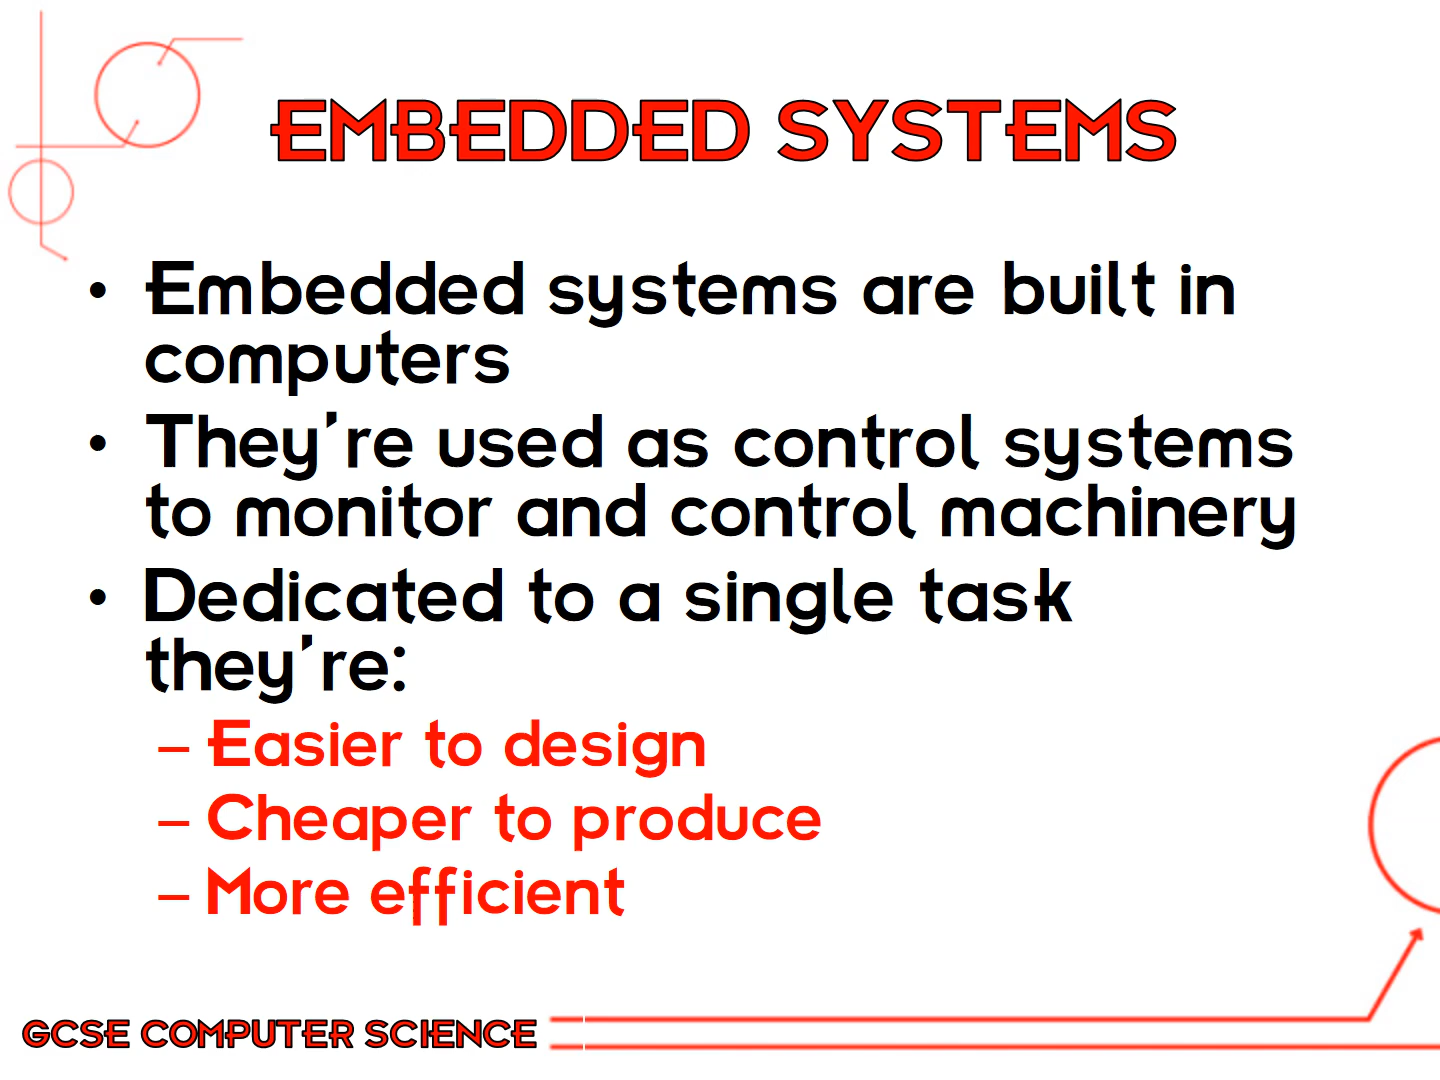 EMBEDDED SYSTEMS
• Embedded systems are built in
computers
• They're used as control systems
to monitor and control machinery
• Dedicated to a single task
they're:
– Easier to design
– Cheaper to produce
– More efficient
GCSE COMPUTER SCIENCE